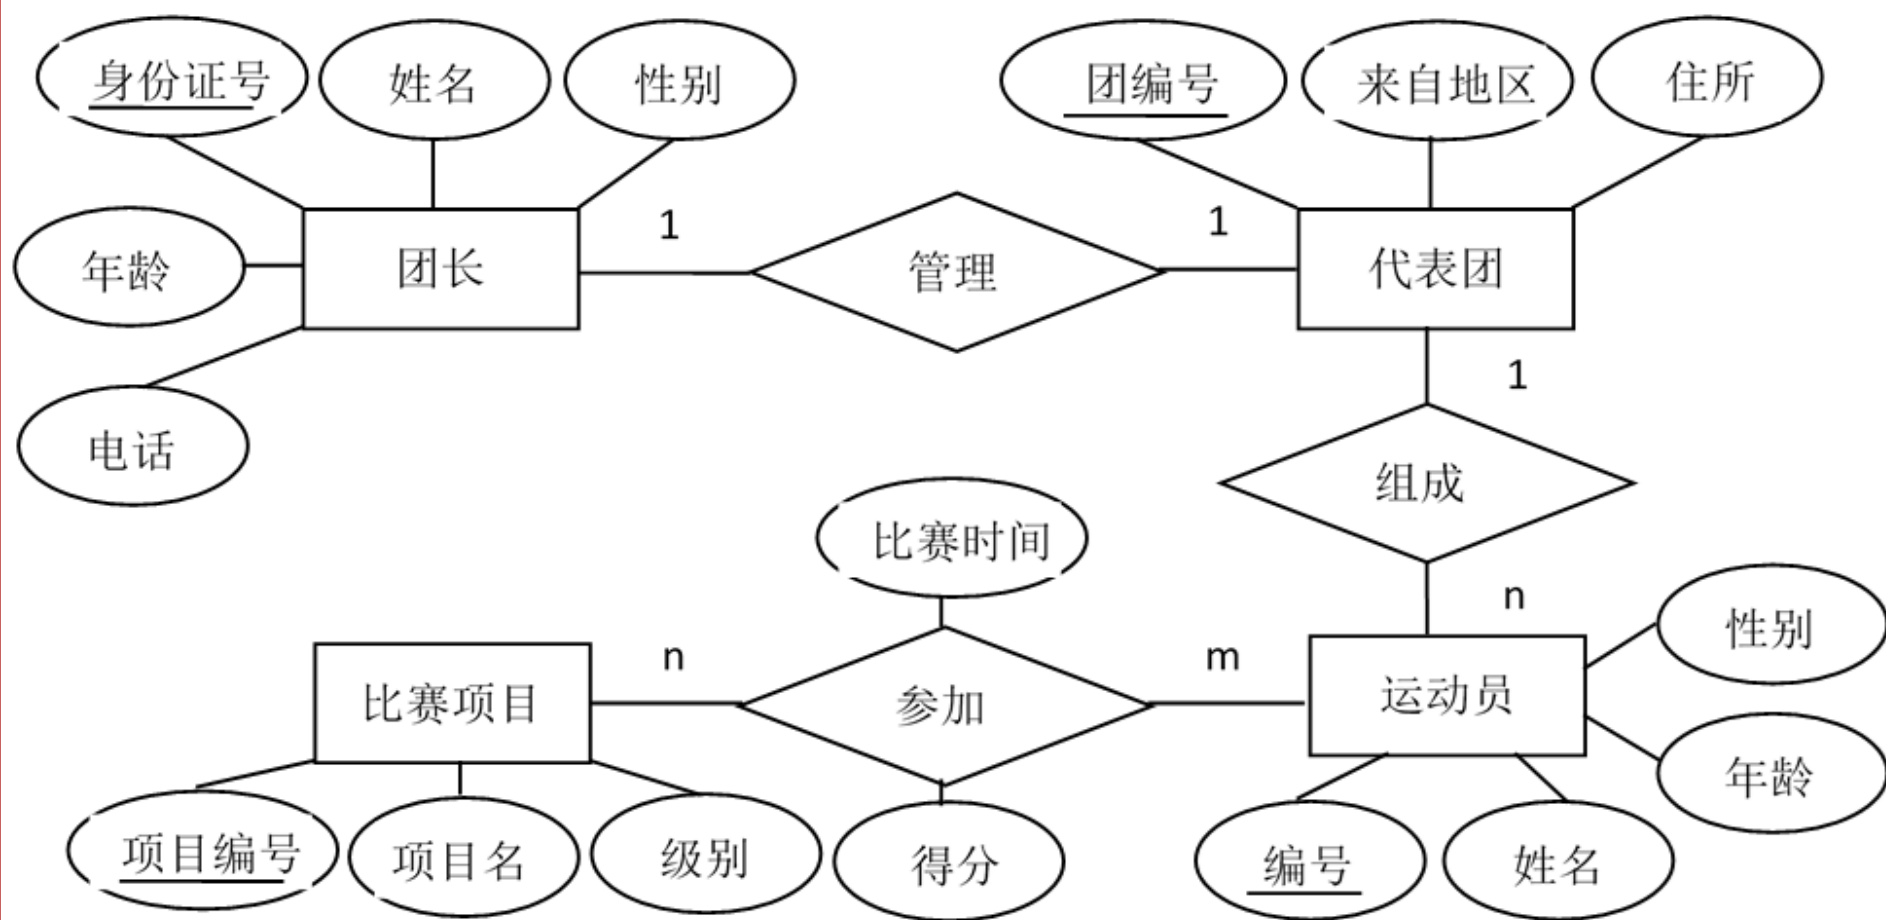 身份证号
姓名
性别
团编号
来自地区
住所
年龄
团长
1
管理
1
代表团
电话
1
组成
比赛时间
n
性别
比赛项目
n
参加
m
运动员
年龄
项目编号
项目名
级别
得分
编号
姓名